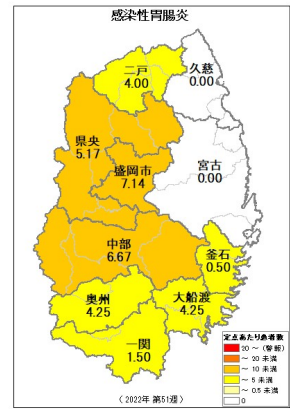 感染性胃腸炎
二戸
4.00
久慈
0.00
県央
5.17
盛岡市
7.14
宮古
0.00
中部
6.67
釜石
0.50
奥州
4.25
大船渡
4.25
一関
1.50
定点あたり患者数
20 ~ (警報)
~ 20 未満
~ 10 未満
~ 5 未満
~ 0.5 未満
0
(2022年 第51週)